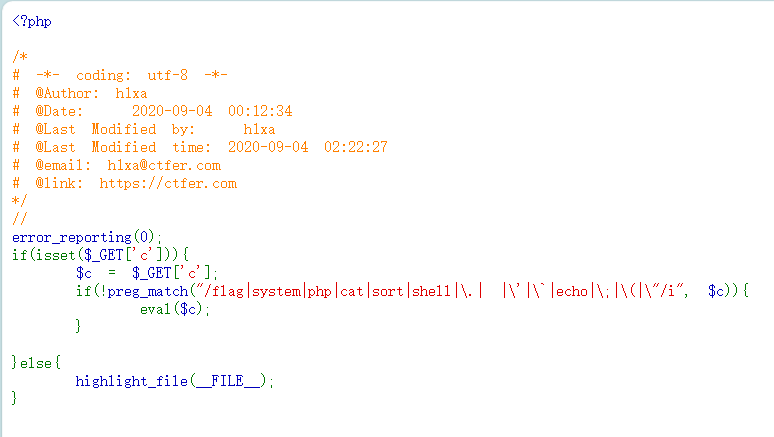 <?php

/*
# -*- coding: utf-8 -*-
# @Author: h1xa
# @Date:   2020-09-04 00:12:34
# @Last Modified by:   h1xa
# @Last Modified time: 2020-09-04 02:22:27
# @email: h1xa@ctfer.com
# @link: https://ctfer.com
*/
//
error_reporting(0);
if(isset($_GET['c'])){
    $c = $_GET['c'];
    if(!preg_match("/flag|system|php|cat|sort|shell|\.| |\'|\`|echo|\;|\(|\"/i", $c)){
        eval($c);
    }

}else{
    highlight_file(__FILE__);
}